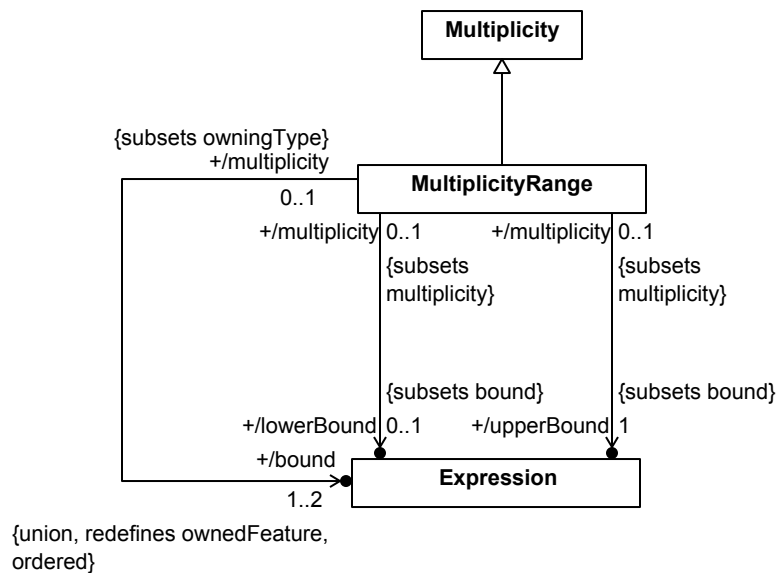 Multiplicity
{subsets owningType}
+/multiplicity
0..1
MultiplicityRange
+/multiplicity 0..1
{subsets
multiplicity}
+/multiplicity 0..1
{subsets
multiplicity}
{subsets bound}
+/lowerBound 0..1
{subsets bound}
+/upperBound 1
+/bound
1..2
Expression
{union, redefines ownedFeature,
ordered}